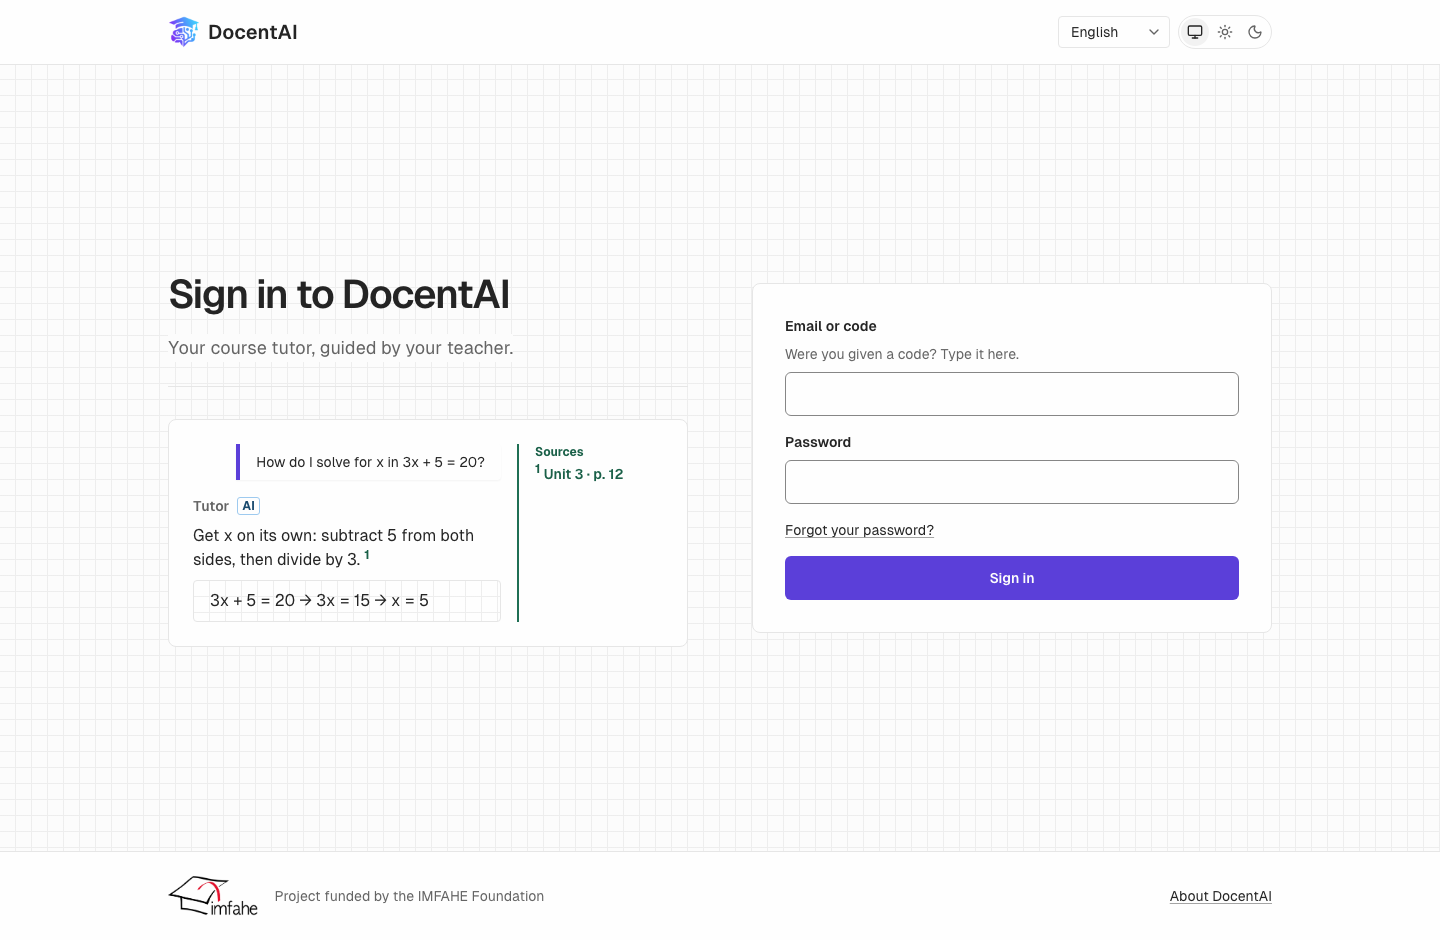 DocentAI
English
Sign in to DocentAI
Your course tutor, guided by your teacher.
How do I solve for x in 3x + 5 = 20?
Tutor AI
Get x on its own: subtract 5 from both
sides, then divide by 3. 1
3x + 5 = 20 → 3x = 15 → x = 5
Sources
1 Unit 3 · p. 12
Email or code
Were you given a code? Type it here.
Password
Forgot your password?
Sign in
imfahe
Project funded by the IMFAHE Foundation
About DocentAI